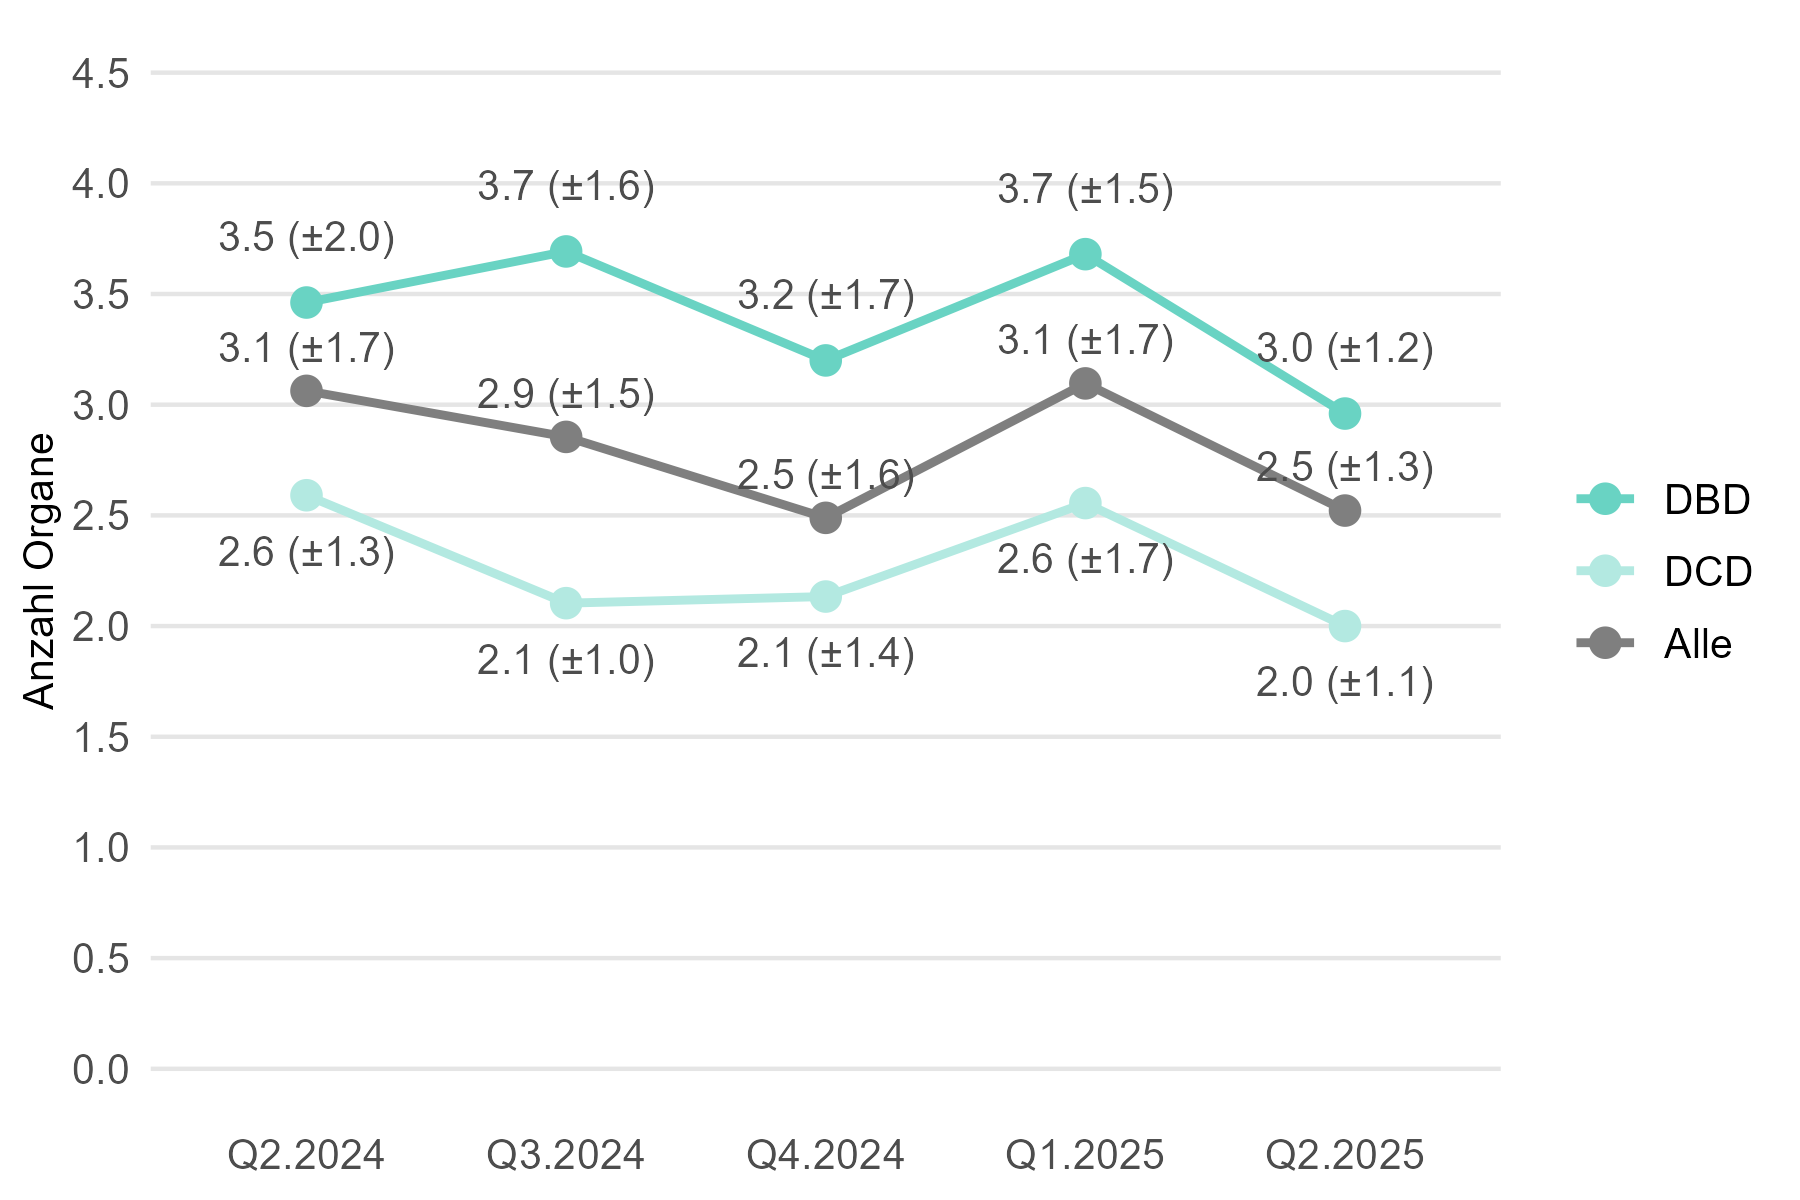 4.5
4.0
3.5
3.0
2.5
2.0
1.5
1.0
0.5
0.0
Anzahl Organe
3.5 (±2.0)
3.7 (±1.6)
3.2 (±1.7)
3.7 (±1.5)
3.0 (±1.2)
3.1 (±1.7)
2.9 (±1.5)
2.5 (±1.6)
3.1 (±1.7)
2.5 (±1.3)
2.6 (±1.3)
2.1 (±1.0)
2.1 (±1.4)
2.6 (±1.7)
2.0 (±1.1)
Q2.2024
Q3.2024
Q4.2024
Q1.2025
Q2.2025
DBD
DCD
Alle